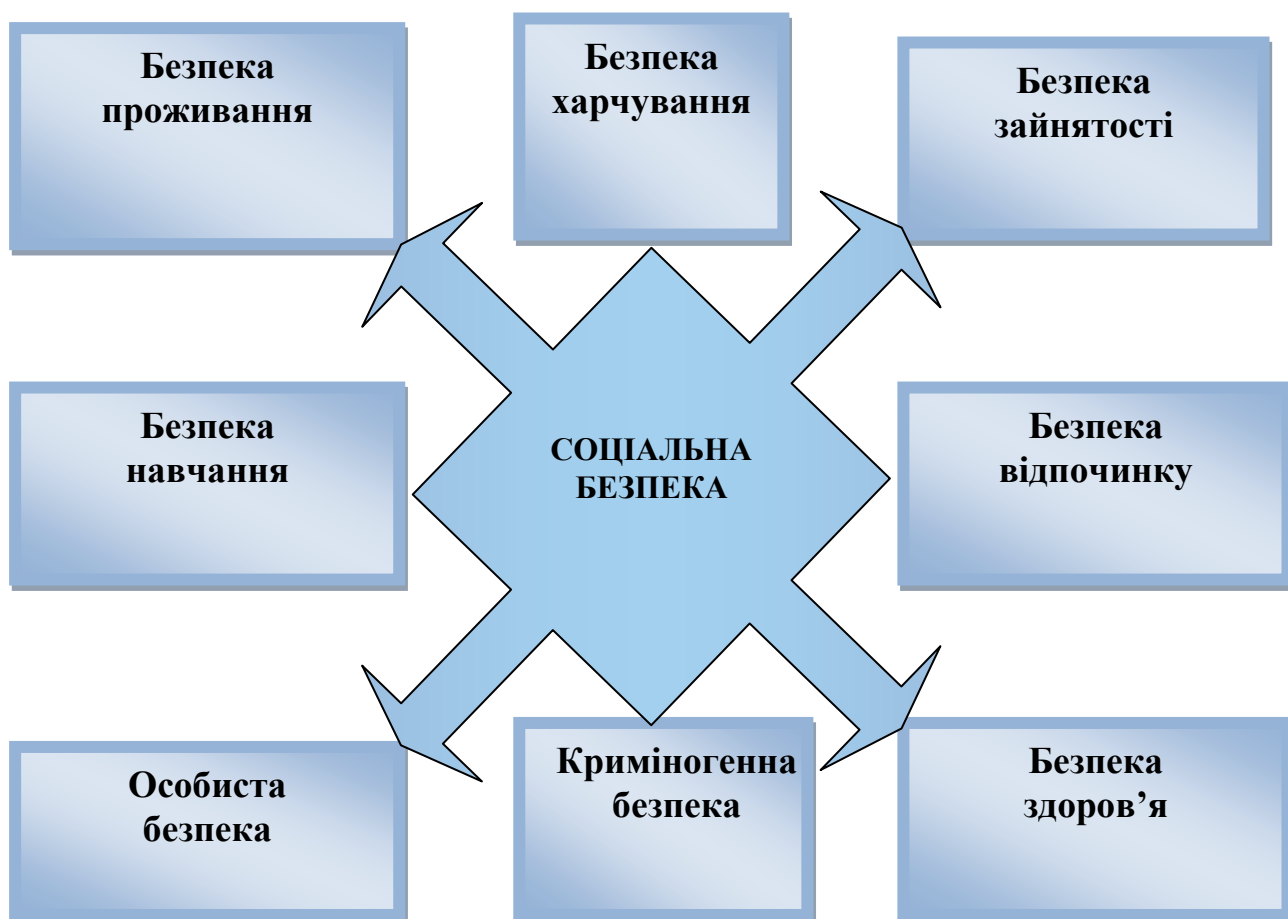 Безпека
проживання
Безпека
харчування
Безпека
зайнятості
Безпека
навчання
СОЦІАЛЬНА
БЕЗПЕКА
Безпека
відпочинку
Особиста
безпека
Криміногенна
безпека
Безпека
здоров’я